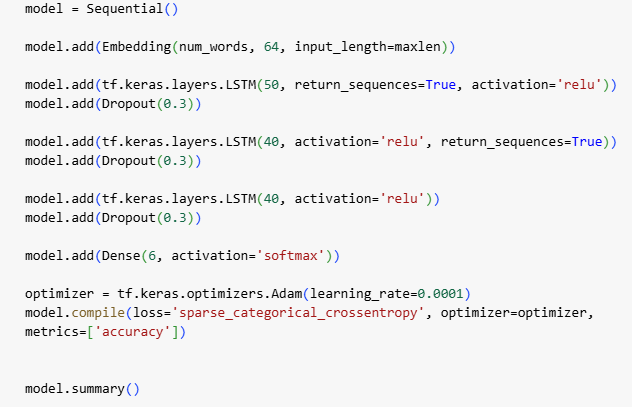 model = Sequential()
model.add(Embedding(num_words, 64, input_length=maxlen))
model.add(tf.keras.layers.LSTM(50, return_sequences=True, activation='relu'))
model.add(Dropout(0.3))
model.add(tf.keras.layers.LSTM(40, activation='relu', return_sequences=True))
model.add(Dropout(0.3))
model.add(tf.keras.layers.LSTM(40, activation='relu'))
model.add(Dropout(0.3))
model.add(Dense(6, activation='softmax'))
optimizer = tf.keras.optimizers.Adam(learning_rate=0.0001)
model.compile(loss='sparse_categorical_crossentropy', optimizer=optimizer,
metrics=['accuracy'])
model.summary()